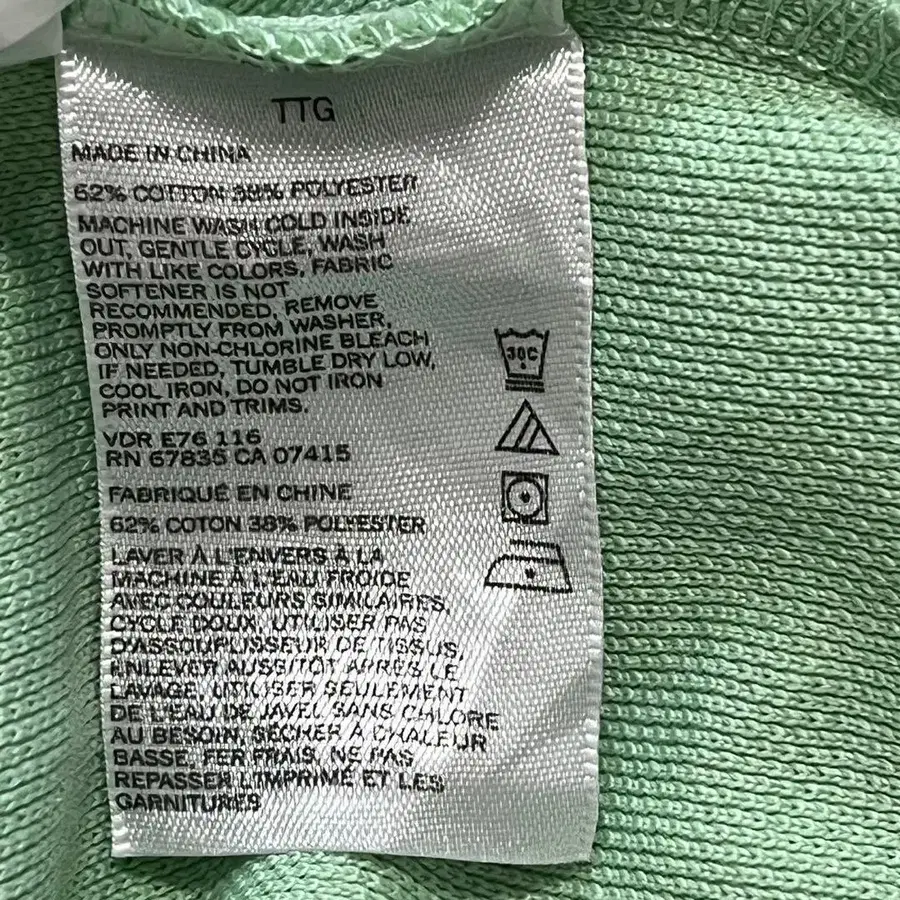 TTG
MADE IN CHINA
62% COTTON 38% POLYESTER
MACHINE WASH COLD INSIDE
OUT, GENTLE CYCLE, WASH
WITH LIKE COLORS, FABRIC
SOFTENER IS NOT
RECOMMENDED, REMOVE
PROMPTLY FROM WASHER,
ONLY NON-CHLORINE BLEACH
IF NEEDED, TUMBLE DRY LOW,
COOL IRON, DO NOT IRON
PRINT AND TRIMS.
VDR E76 116
RN 67835 CA 07415
30C
FABRIQUÉ EN CHINE
62% COTON 38% POLYESTER
LAVER À L'ENVERS À LA
MACHINE À L'EAU FROIDE
AVEC COULEURS SIMILAIRES,
CYCLE DOUX, UTILISER PAS
D'ASSOUPLISSEUR DE TISSUS,
ENLEVER AUSSITÔT APRÈS LE
LAVAGE, UTILISER SEULEMENT
DE L'EAU DE JAVEL SANS CHLORE
AU BESOIN, SÉCHER À CHALEUR
BASSE, FER FRAIS, NE PAS
REPASSER L'IMPRIMÉ ET LES
GARNITURES